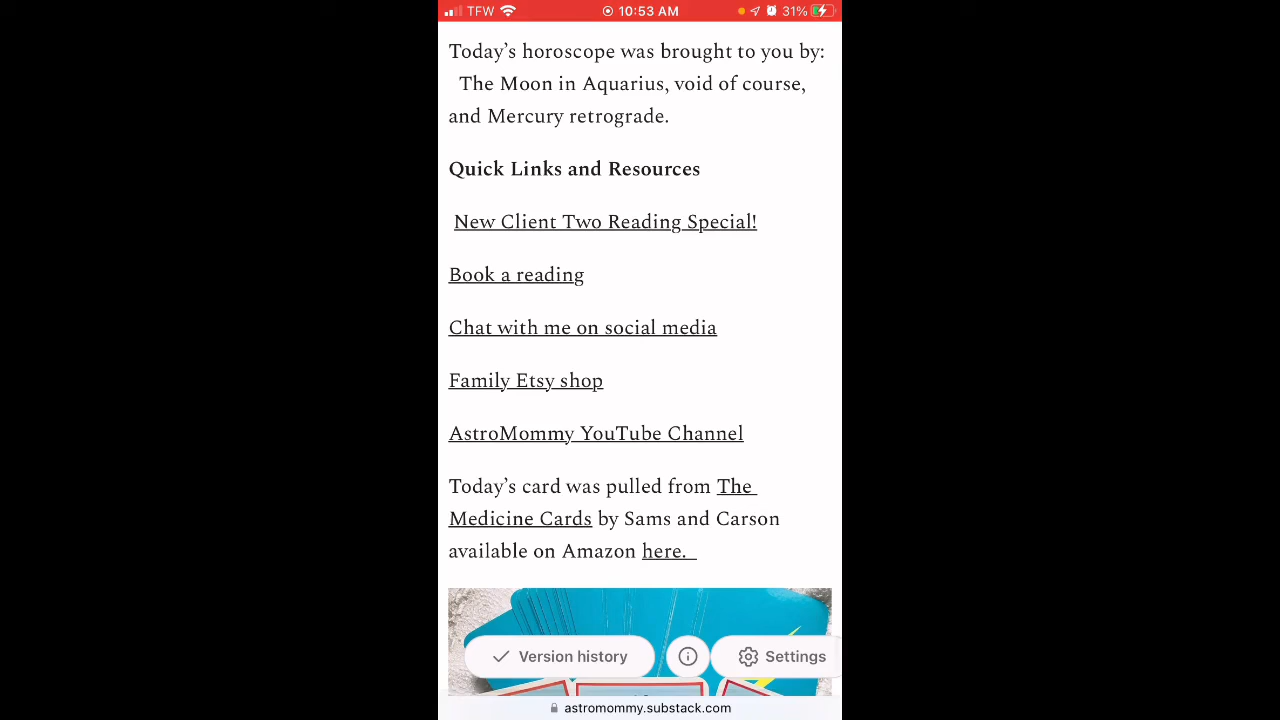 TFW 10:53 AM 31%
Today’s horoscope was brought to you by:
The Moon in Aquarius, void of course,
and Mercury retrograde.
Quick Links and Resources
New Client Two Reading Special!
Book a reading
Chat with me on social media
Family Etsy shop
AstroMommy YouTube Channel
Today’s card was pulled from The
Medicine Cards by Sams and Carson
available on Amazon here.
Version history Settings
astromommy.substack.com